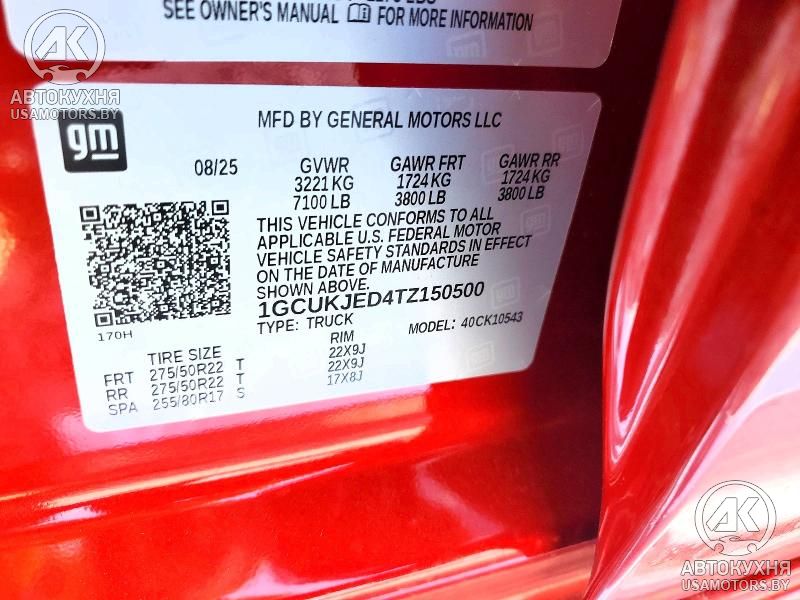 SEE OWNER'S MANUAL FOR MORE INFORMATION
gm
AK
АВТОКУХНЯ
USAMOTORS.BY
gm
MFD BY GENERAL MOTORS LLC
08/25 GVWR GAWR FRT GAWR RR
3221 KG 1724 KG 1724 KG
7100 LB 3800 LB 3800 LB
THIS VEHICLE CONFORMS TO ALL
APPLICABLE U.S. FEDERAL MOTOR
VEHICLE SAFETY STANDARDS IN EFFECT
ON THE DATE OF MANUFACTURE
SHOWN ABOVE.
1GCUKJED4TZ150500
170H
TYPE: TRUCK MODEL: 40CK10543
TIRE SIZE RIM
FRT 275/50R22 T 22X9J
RR 275/50R22 T 22X9J
SPA 255/80R17 S 17X8J
AK
АВТОКУХНЯ
USAMOTORS.BY